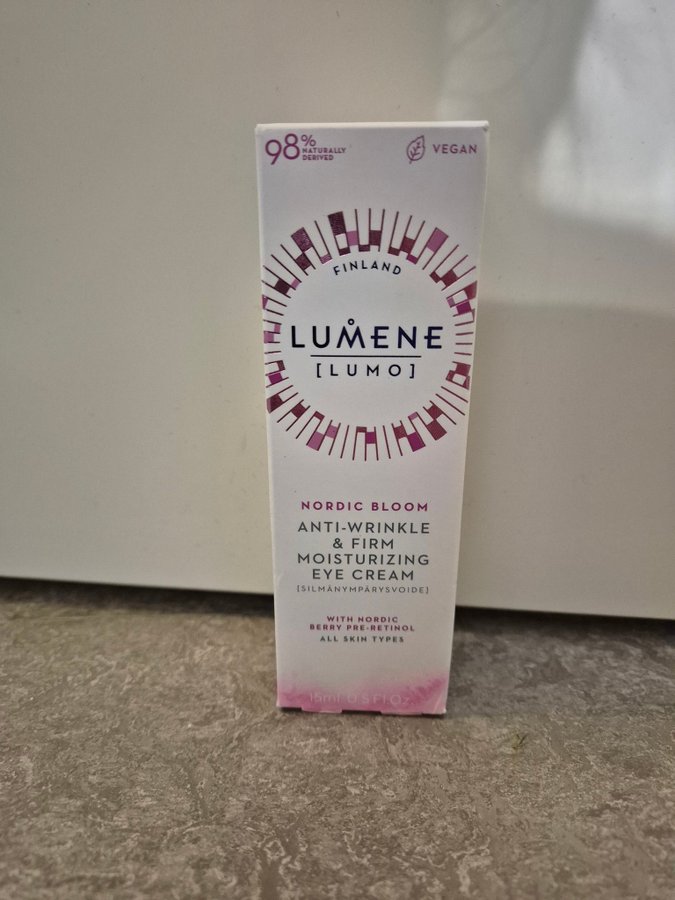 98% NATURALLY DERIVED
VEGAN
FINLAND
LUMENE
[LUMO]
NORDIC BLOOM
ANTI-WRINKLE
& FIRM
MOISTURIZING
EYE CREAM
[SILMÄNYMPÄRYSVOIDE]
WITH NORDIC
BERRY PRE-RETINOL
ALL SKIN TYPES
15ml 0.5 Fl.Oz.